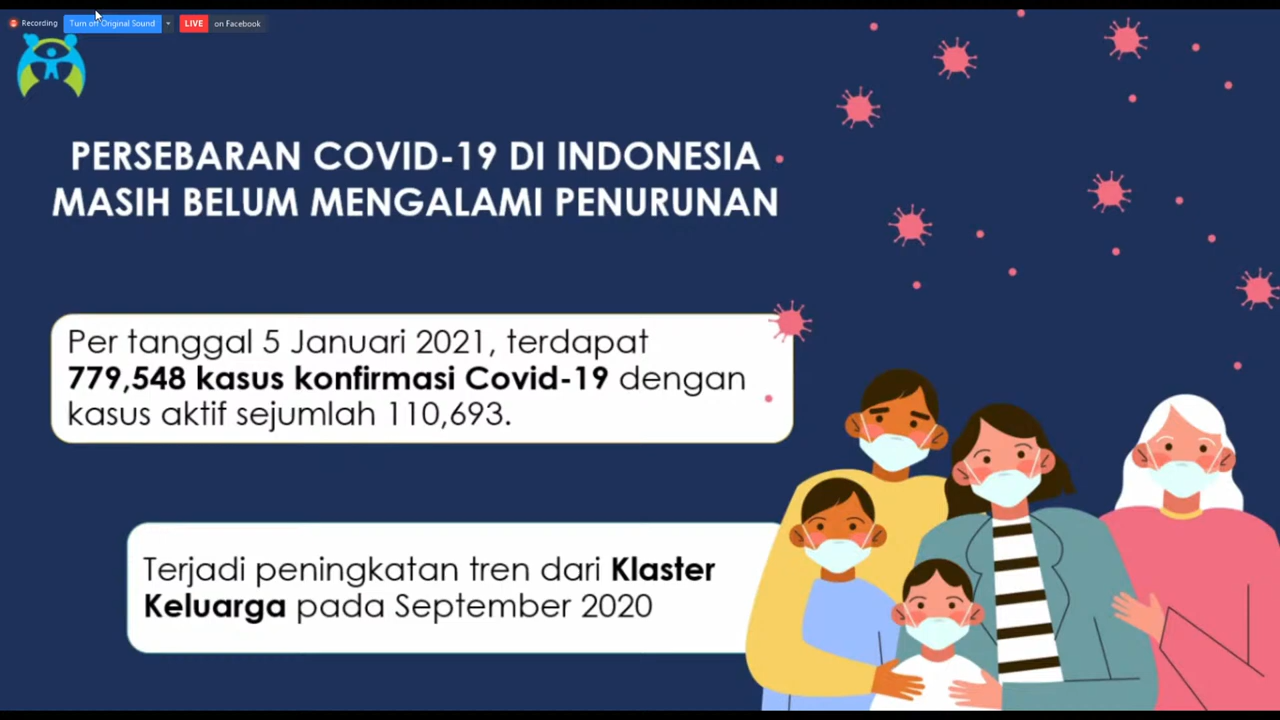 Recording Turn off Original Sound LIVE on Facebook
PERSEBARAN COVID-19 DI INDONESIA
MASIH BELUM MENGALAMI PENURUNAN
Per tanggal 5 Januari 2021, terdapat
779,548 kasus konfirmasi Covid-19 dengan
kasus aktif sejumlah 110,693.
Terjadi peningkatan tren dari Klaster
Keluarga pada September 2020